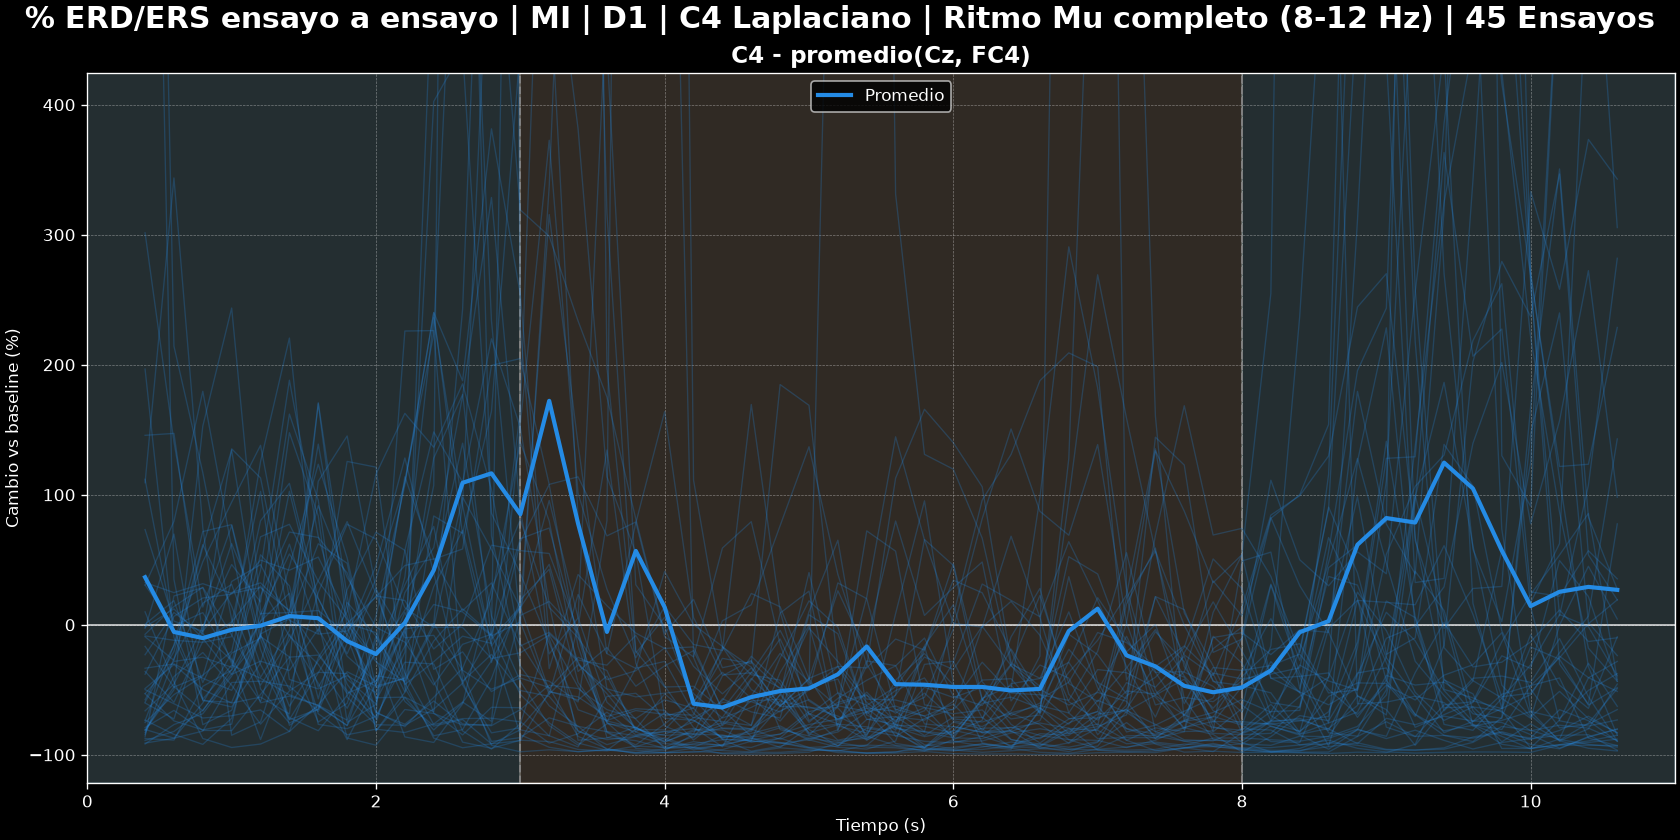 % ERD/ERS ensayo a ensayo | MI | D1 | C4 Laplaciano | Ritmo Mu completo (8-12 Hz) | 45 Ensayos
C4 - promedio(Cz, FC4)
Promedio
Cambio vs baseline (%)
400
300
200
100
0
−100
0 2 4 6 8 10
Tiempo (s)